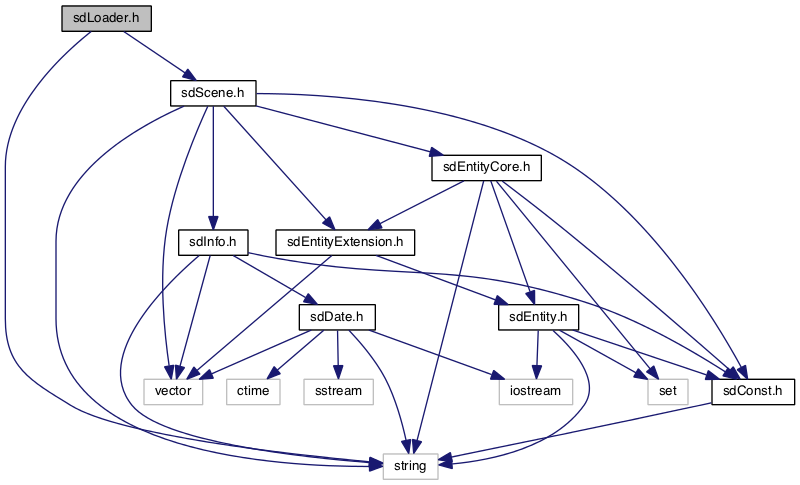 sdLoader.h
sdScene.h
sdEntityCore.h
sdInfo.h
sdEntityExtension.h
sdDate.h
sdEntity.h
vector
ctime
sstream
iostream
set
sdConst.h
string